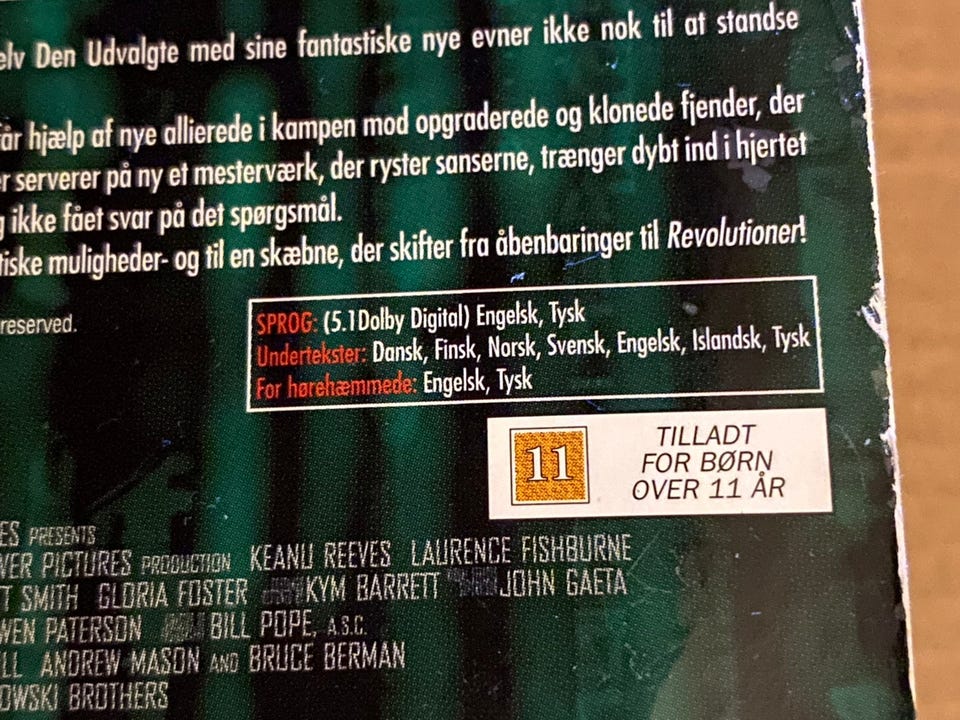 elv Den Udvalgte med sine fantastiske nye evner ikke nok til at standse
får hjælp af nye allierede i kampen mod opgraderede og klonede fjender, der
r serverer på ny et mesterværk, der ryster sanserne, trænger dybt ind i hjertet
g ikke fået svar på det spørgsmål.
tiske muligheder- og til en skæbne, der skifter fra åbenbaringer til Revolutioner!
reserved.
SPROG: (5.1 Dolby Digital) Engelsk, Tysk
Undertekster: Dansk, Finsk, Norsk, Svensk, Engelsk, Islandsk, Tysk
For hørehæmmede: Engelsk, Tysk
11
TILLADT
FOR BØRN
OVER 11 ÅR
ES PRESENTS
VER PICTURES PRODUCTION KEANU REEVES LAURENCE FISHBURNE
T SMITH GLORIA FOSTER KYM BARRETT JOHN GAETA
WEN PATERSON BILL POPE, A.S.C.
LL ANDREW MASON AND BRUCE BERMAN
OWSKI BROTHERS